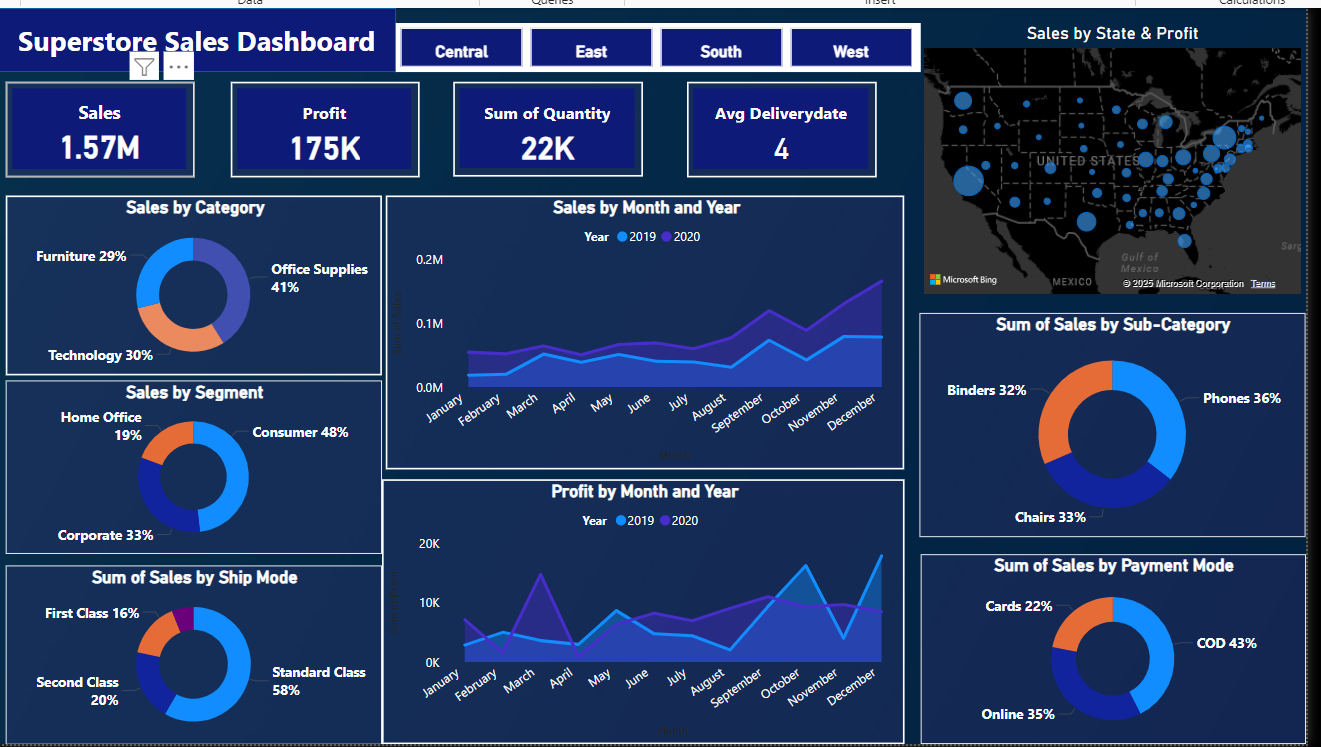 Data
Queries
Insert
Calculations
Superstore Sales Dashboard
Central
East
South
West
Sales
1.57M
Profit
175K
Sum of Quantity
22K
Avg Deliverydate
4
Sales by State & Profit
UNITED STATES
Gulf of
Mexico
MEXICO
Microsoft Bing
© 2025 Microsoft Corporation
Terms
Sales by Category
Furniture 29%
Office Supplies
41%
Technology 30%
Sales by Month and Year
Year
2019
2020
0.2M
0.1M
0.0M
January
February
March
April
May
June
July
August
September
October
November
December
Month
Sum of Sales by Sub-Category
Binders 32%
Phones 36%
Chairs 33%
Sales by Segment
Home Office
19%
Consumer 48%
Corporate 33%
Profit by Month and Year
Year
2019
2020
20K
10K
0K
January
February
March
April
May
June
July
August
September
October
November
December
Month
Sum of Sales by Ship Mode
First Class 16%
Second Class
20%
Standard Class
58%
Sum of Sales by Payment Mode
Cards 22%
COD 43%
Online 35%